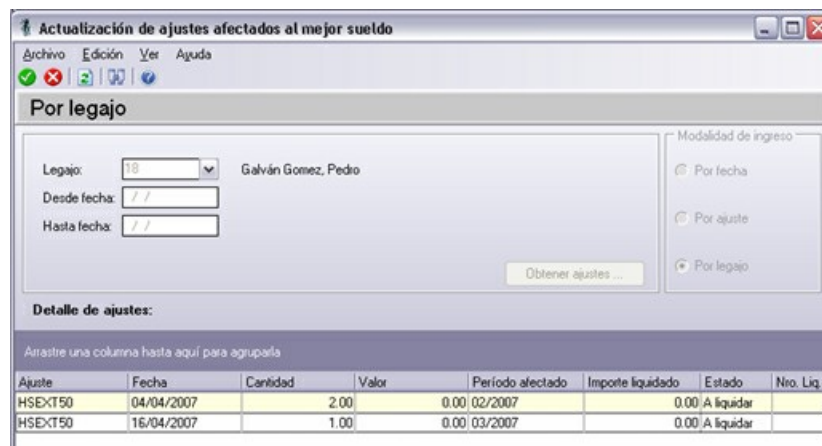 Actualización de ajustes afectados al mejor sueldo
Archivo Edición Ver Ayuda
Por legajo
Modalidad de ingreso
Legajo: 18 Galván Gomez, Pedro
Por fecha
Desde fecha: / /
Por ajuste
Hasta fecha: / /
Por legajo
Obtener ajustes ...
Detalle de ajustes:
Arrastre una columna hasta aquí para agruparla
Ajuste Fecha Cantidad Valor Período afectado Importe liquidado Estado Nro. Liq.
HSEXT50 04/04/2007 2.00 0.00 02/2007 0.00 A liquidar
HSEXT50 16/04/2007 1.00 0.00 03/2007 0.00 A liquidar